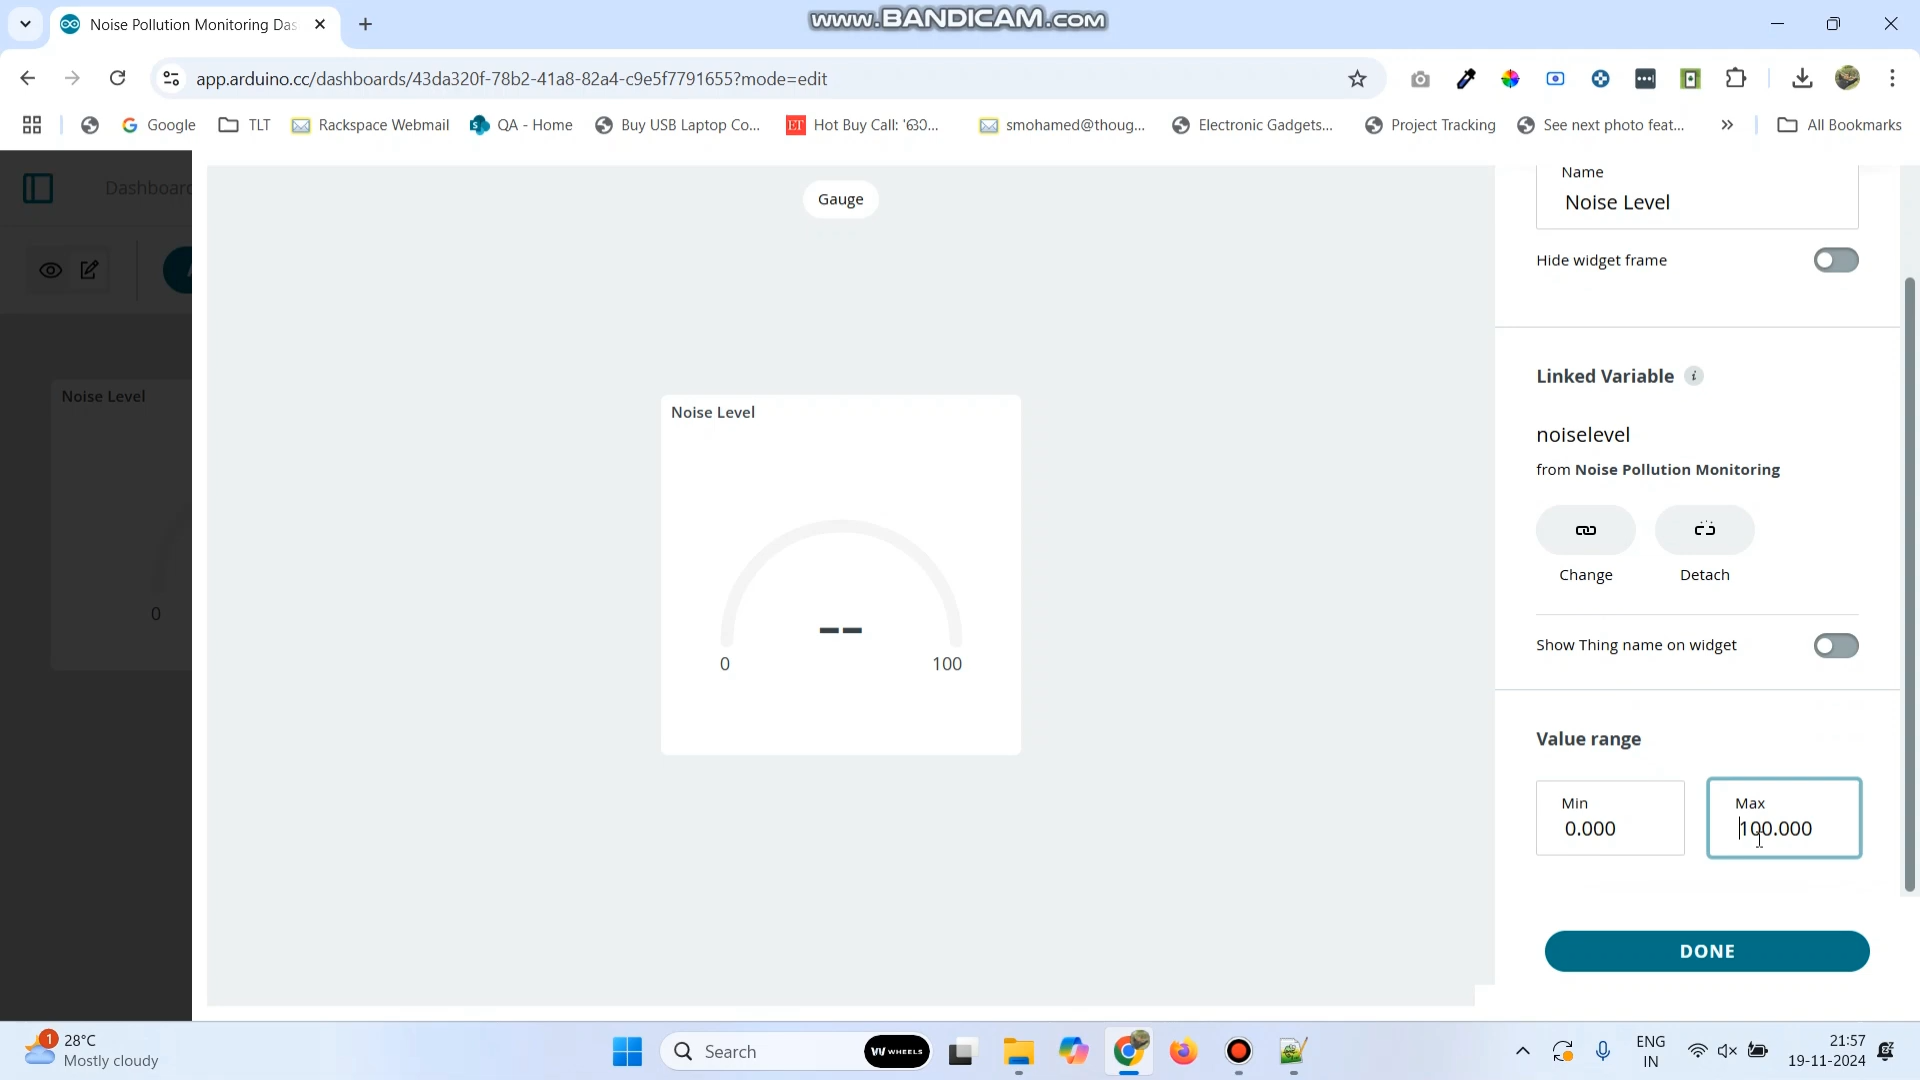 Noise Pollution Monitoring Das
www.BANDICAM.com
app.arduino.cc/dashboards/43da320f-78b2-41a8-82a4-c9e5f7791655?mode=edit
Google
TLT
Rackspace Webmail
QA - Home
Buy USB Laptop Co...
ET
Hot Buy Call: 'ᲜᲔ...
smohamed@thoug...
Electronic Gadgets...
Project Tracking
See next photo feat...
All Bookmarks
Dashboard
Gauge
Name
Noise Level
Hide widget frame
Linked Variable i
noiselevel
from Noise Pollution Monitoring
Change
Detach
Show Thing name on widget
Value range
Min
0.000
Max
100.000
DONE
Noise Level
--
0
100
Noise Level
0
1
28°C
Mostly cloudy
Search
WHEELS
ENG
IN
21:57
19-11-2024